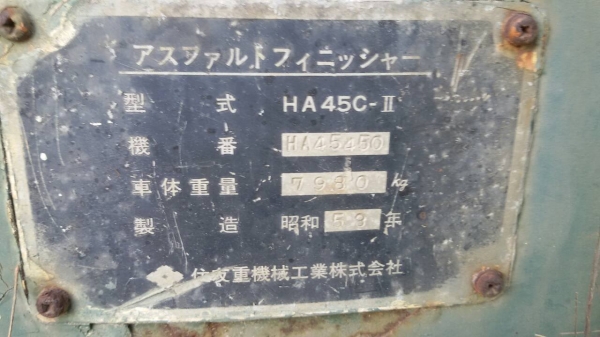 アスファルトフィニッシャー
型式 HA45C-Ⅱ
機番 HA45450
車体重量 7980 kg
製造 昭和 58 年
住友重機械工業株式会社